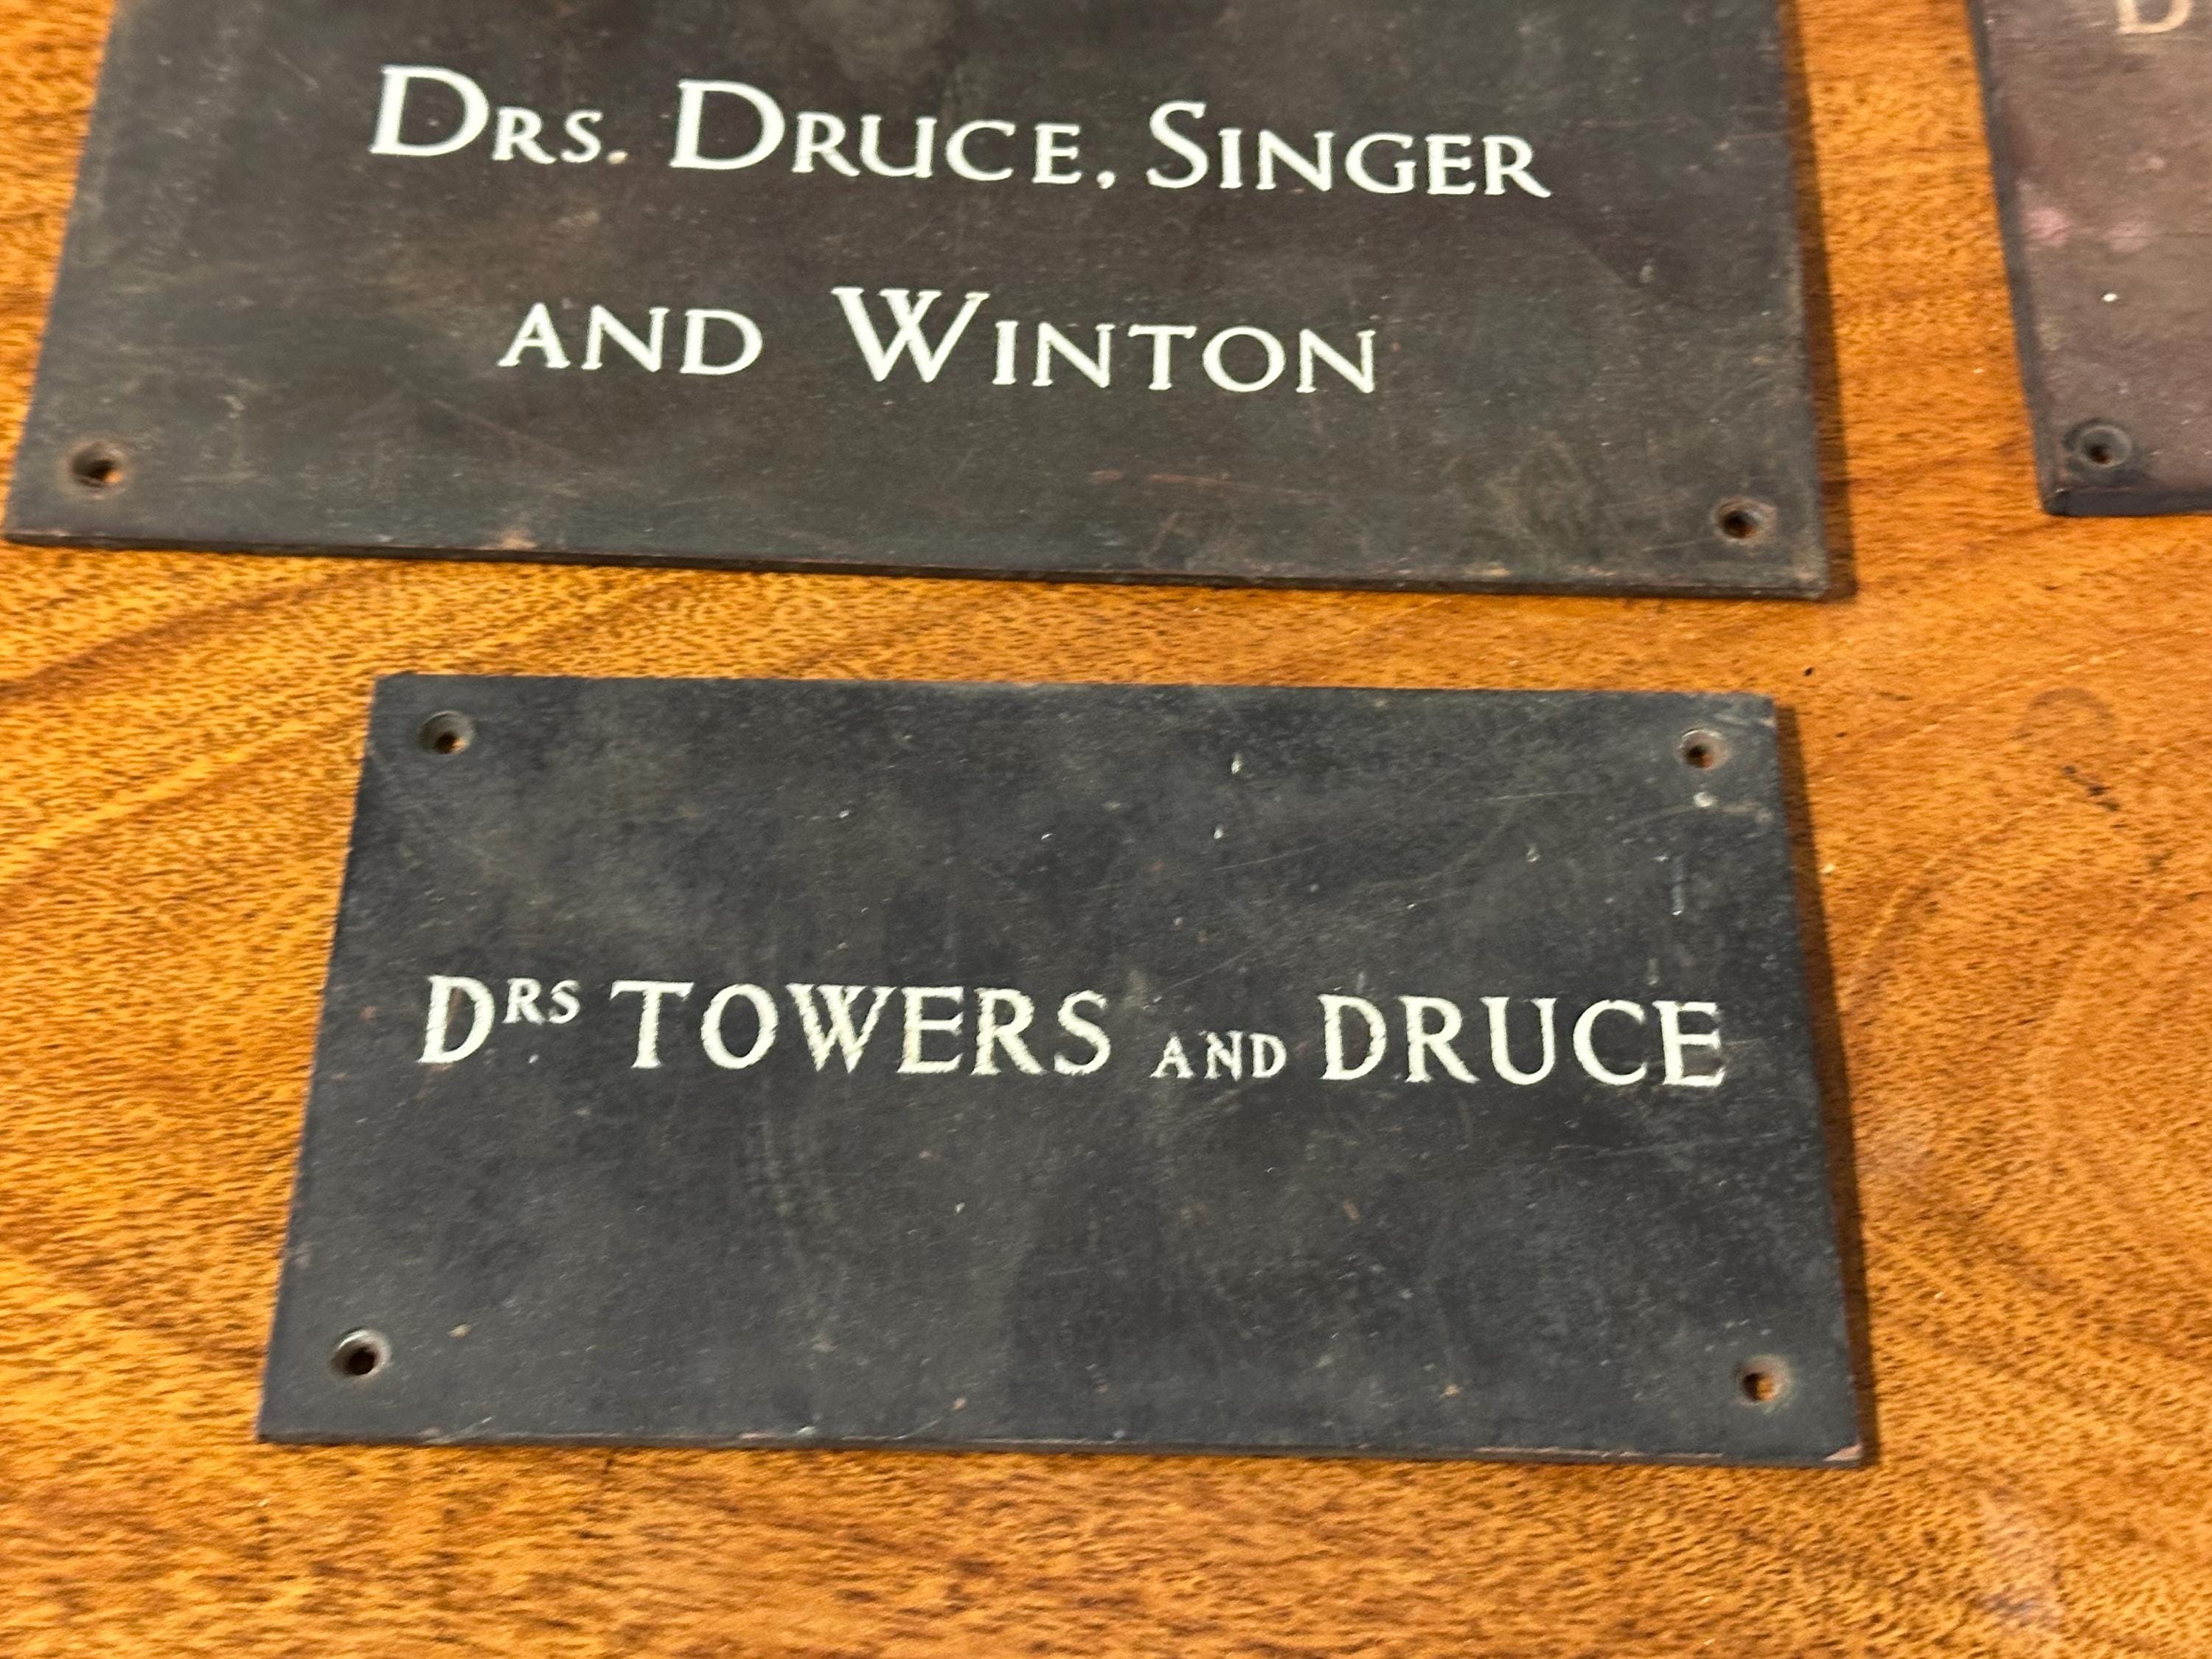 Drs. Druce, Singer
and Winton
D
Drs TOWERS AND DRUCE